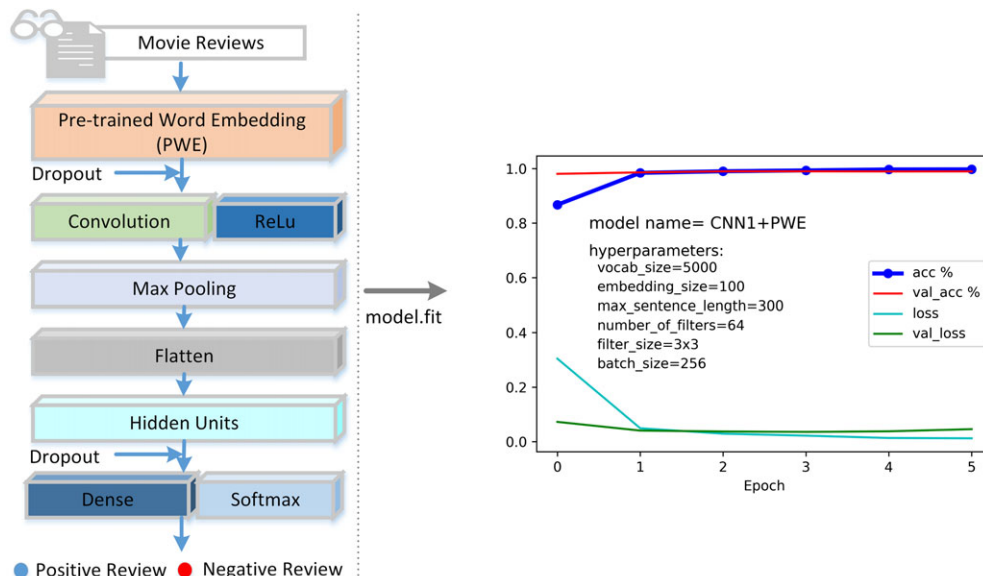 Movie Reviews
Pre-trained Word Embedding
(PWE)
Dropout
Convolution
ReLu
Max Pooling
Flatten
Hidden Units
Dropout
Dense
Softmax
Positive Review
Negative Review
model.fit
1.0
0.8
0.6
0.4
0.2
0.0
model name= CNN1+PWE
hyperparameters:
vocab_size=5000
embedding_size=100
max_sentence_length=300
number_of_filters=64
filter_size=3x3
batch_size=256
acc %
val_acc %
loss
val_loss
0 1 2 3 4 5
Epoch